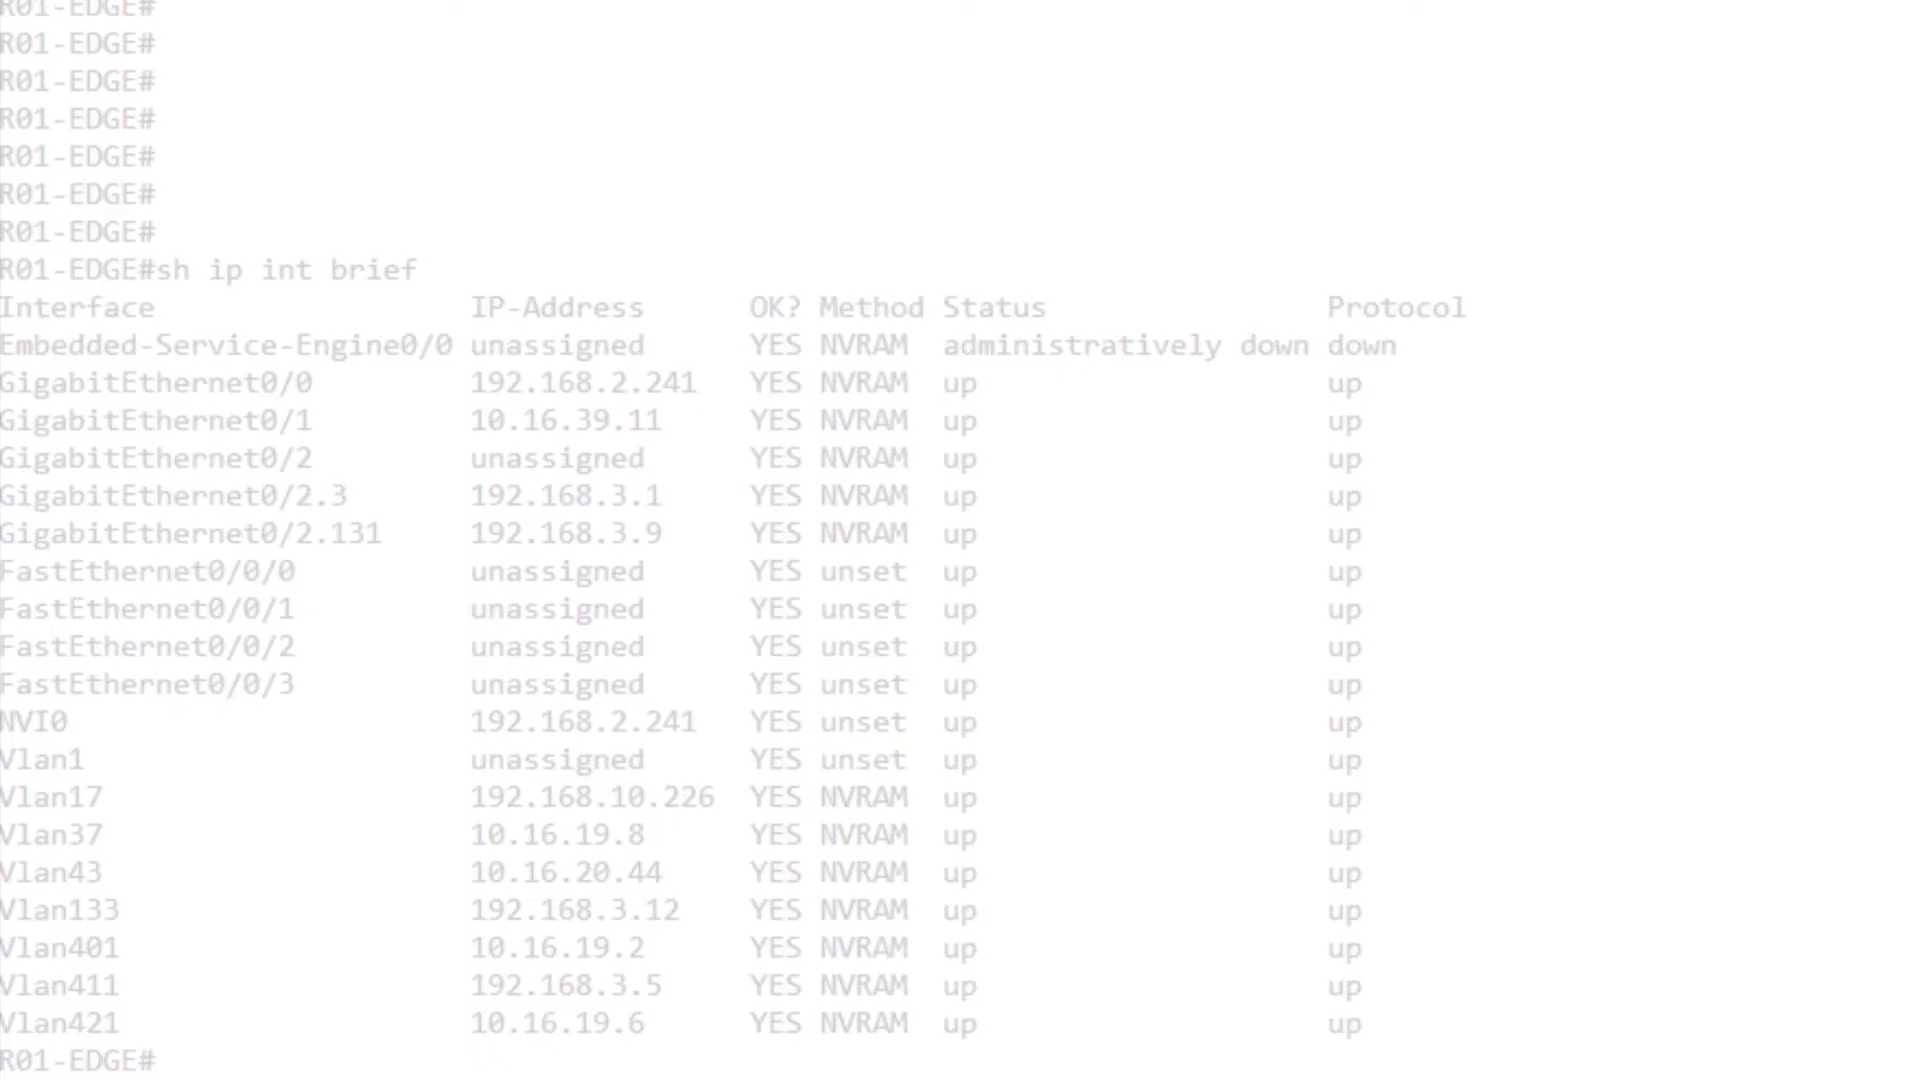 R01-EDGE#
R01-EDGE#
R01-EDGE#
R01-EDGE#
R01-EDGE#
R01-EDGE#
R01-EDGE#
R01-EDGE#sh ip int brief
Interface                  IP-Address      OK? Method Status                Protocol
Embedded-Service-Engine0/0 unassigned      YES NVRAM  administratively down down
GigabitEthernet0/0         192.168.2.241   YES NVRAM  up                    up
GigabitEthernet0/1         10.16.39.11     YES NVRAM  up                    up
GigabitEthernet0/2         unassigned      YES NVRAM  up                    up
GigabitEthernet0/2.3       192.168.3.1     YES NVRAM  up                    up
GigabitEthernet0/2.131     192.168.3.9     YES NVRAM  up                    up
FastEthernet0/0/0          unassigned      YES unset  up                    up
FastEthernet0/0/1          unassigned      YES unset  up                    up
FastEthernet0/0/2          unassigned      YES unset  up                    up
FastEthernet0/0/3          unassigned      YES unset  up                    up
NVI0                       192.168.2.241   YES unset  up                    up
Vlan1                      unassigned      YES unset  up                    up
Vlan17                     192.168.10.226  YES NVRAM  up                    up
Vlan37                     10.16.19.8      YES NVRAM  up                    up
Vlan43                     10.16.20.44     YES NVRAM  up                    up
Vlan133                    192.168.3.12    YES NVRAM  up                    up
Vlan401                    10.16.19.2      YES NVRAM  up                    up
Vlan411                    192.168.3.5     YES NVRAM  up                    up
Vlan421                    10.16.19.6      YES NVRAM  up                    up
R01-EDGE#